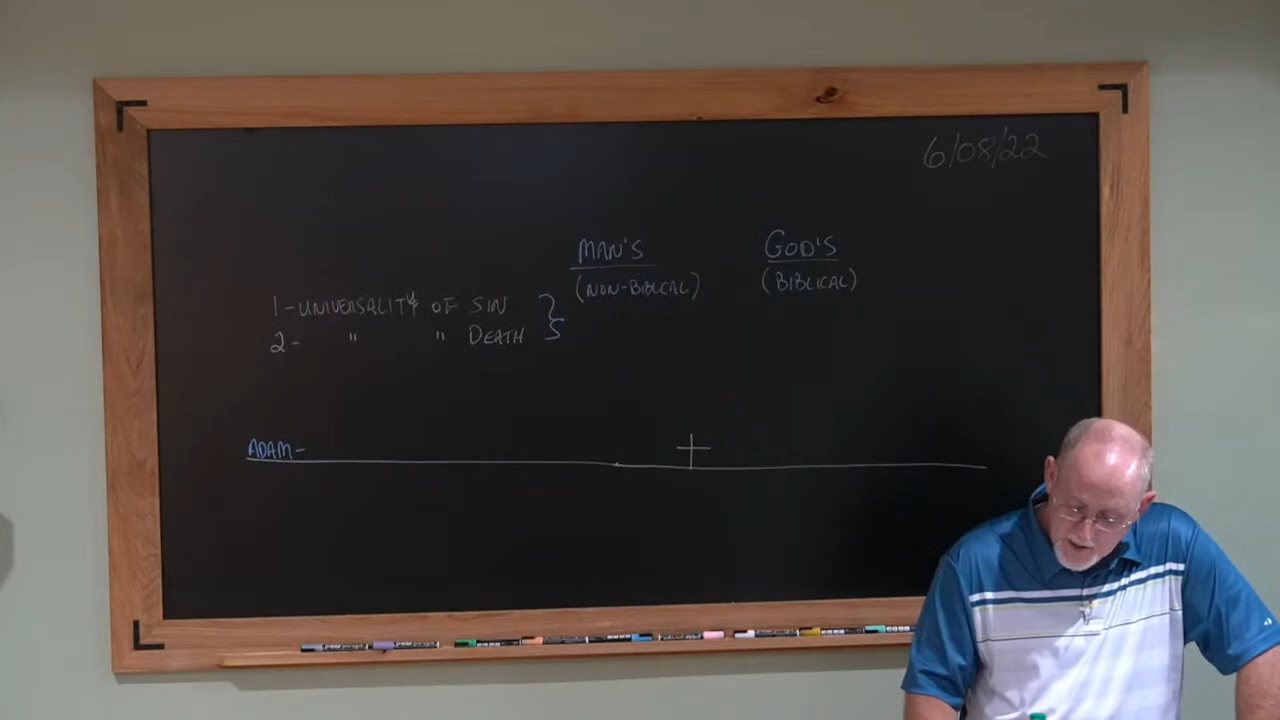 6/08/22
MAN'S GOD'S
(NON-BIBLICAL) (BIBLICAL)
1-UNIVERSALITY OF SIN
2- " " DEATH
ADAM-